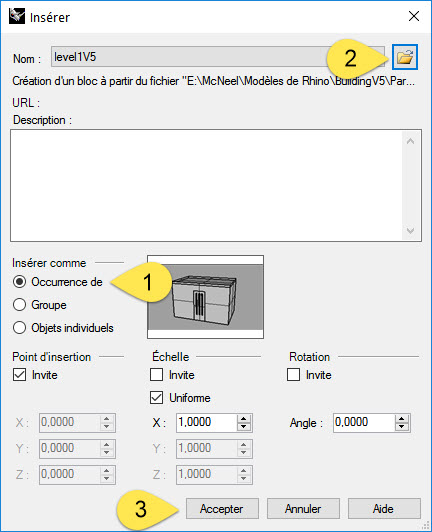 Insérer
Nom : level1V5
2
Création d'un bloc à partir du fichier "E:\McNeel\Modèles de Rhino\BuildingV5\Par...
URL :
Description :
Insérer comme
Occurrence de
1
Groupe
Objets individuels
Point d'insertion Échelle Rotation
Invite Invite Invite
Uniforme
X : 0,0000 X : 1,0000 Angle : 0,0000
Y : 0,0000 Y : 1,0000
Z : 0,0000 Z : 1,0000
3 Accepter Annuler Aide